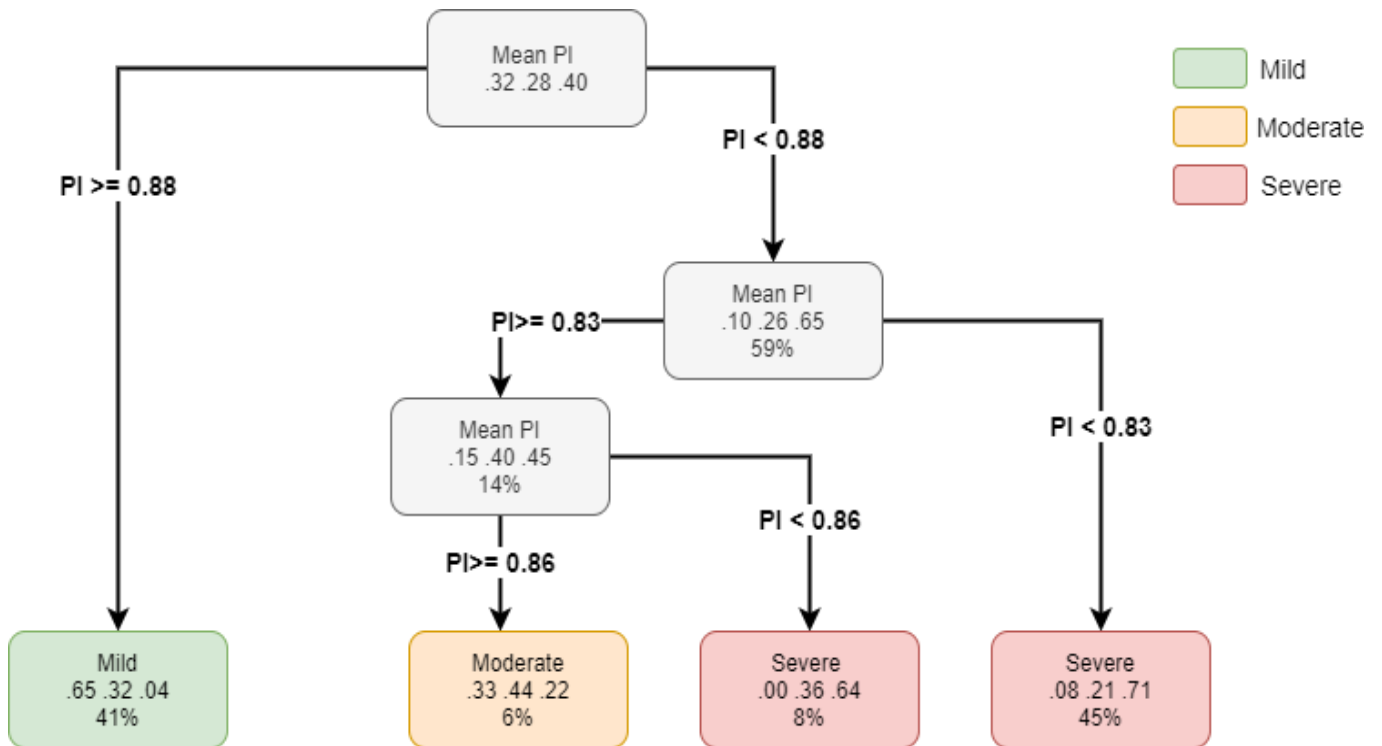 Mean PI
.32 .28 .40
Mild
Moderate
Severe
PI < 0.88
PI >= 0.88
Mean PI
.10 .26 .65
59%
PI>= 0.83
Mean PI
.15 .40 .45
14%
PI < 0.83
PI < 0.86
PI>= 0.86
Mild
.65 .32 .04
41%
Moderate
.33 .44 .22
6%
Severe
.00 .36 .64
8%
Severe
.08 .21 .71
45%